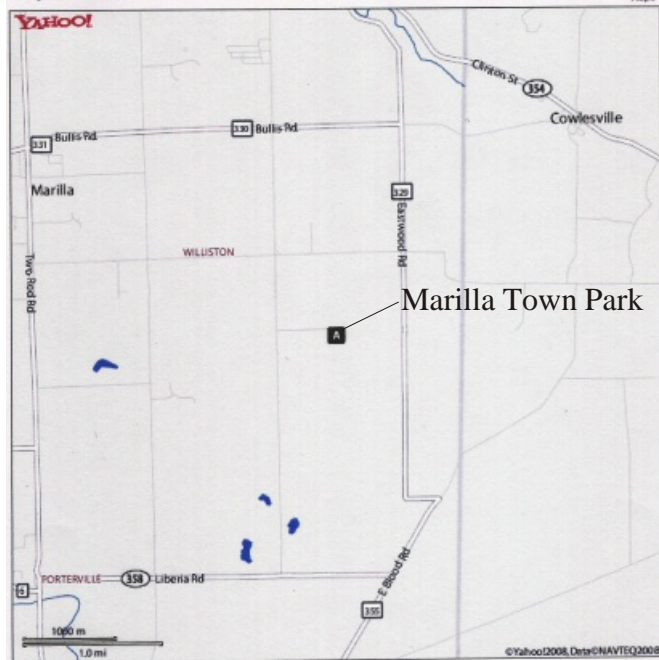 YAHOO!
Clinton St
354
Cowlesville
331
Bullis Rd
330
Bullis Rd
Marilla
329
Eastwood Rd
WILLISTON
Two Rod Rd
Marilla Town Park
A
PORTERVILLE
358
Liberia Rd
E Blood Rd
355
1000 m
1.0 mi
©Yahoo!2008, Data©NAVTEQ2008